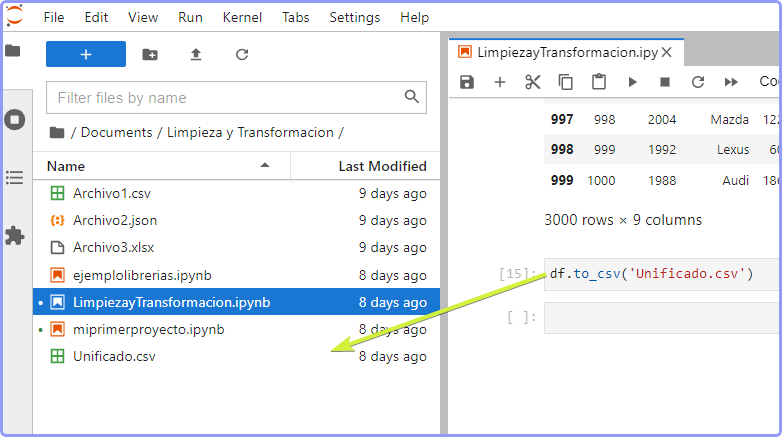 File Edit View Run Kernel Tabs Settings Help
+
Filter files by name
/ Documents / Limpieza y Transformacion /
Name Last Modified
Archivo1.csv 9 days ago
Archivo2.json 9 days ago
Archivo3.xlsx 9 days ago
ejemplolibrerias.ipynb 8 days ago
LimpiezayTransformacion.ipynb 8 days ago
miprimerproyecto.ipynb 8 days ago
Unificado.csv 8 days ago
LimpiezayTransformacion.ipy
997 998 2004 Mazda 122
998 999 1992 Lexus 60
999 1000 1988 Audi 186
3000 rows × 9 columns
[15]: df.to_csv('Unificado.csv')
[ ]: